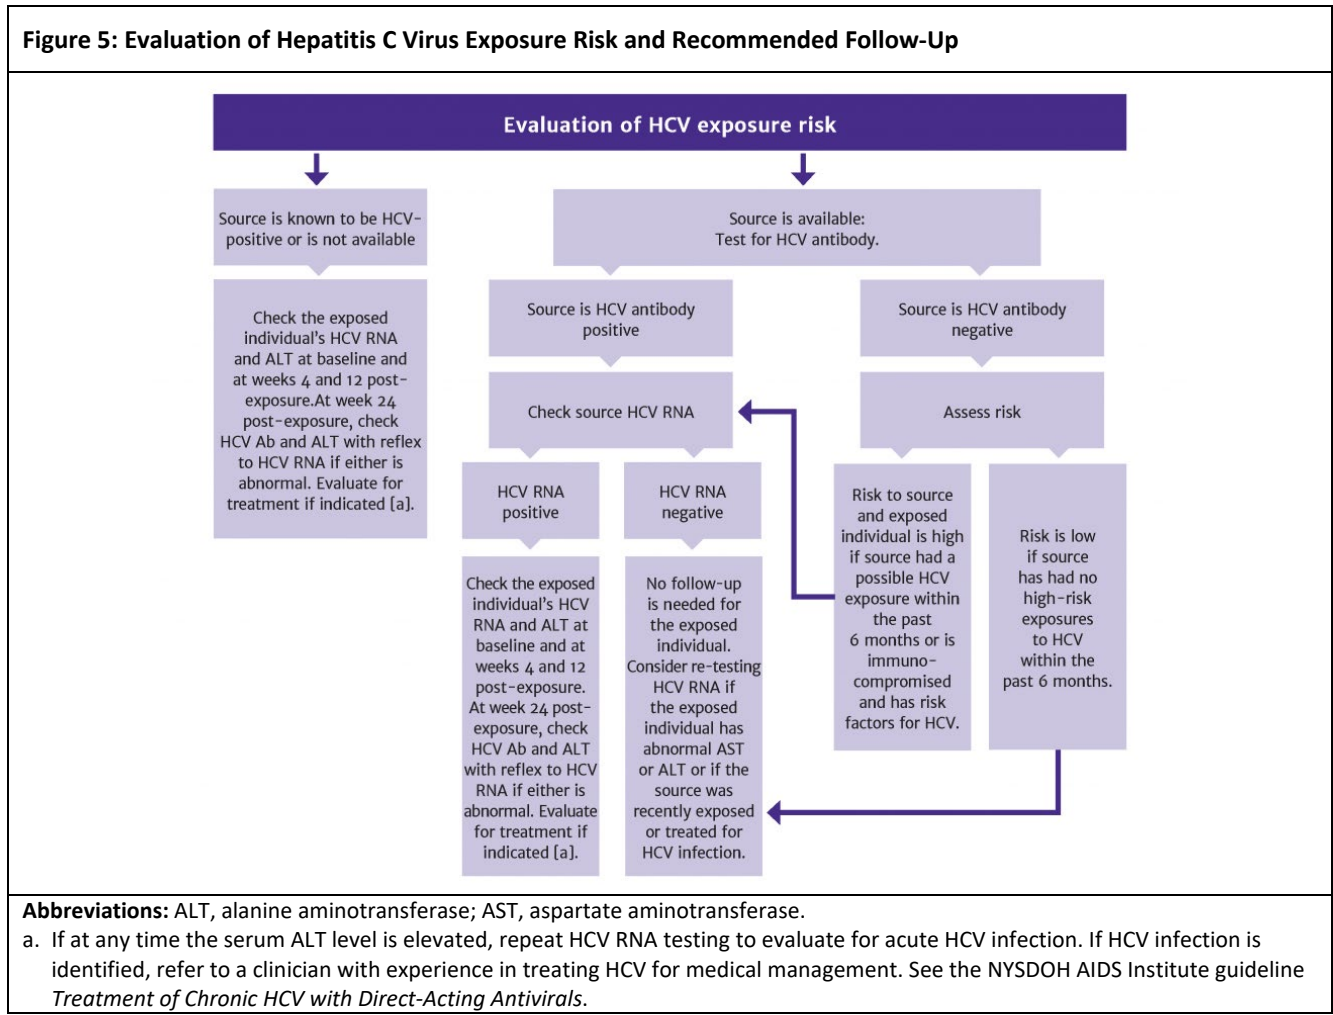 Figure 5: Evaluation of Hepatitis C Virus Exposure Risk and Recommended Follow-Up
Evaluation of HCV exposure risk
Source is known to be HCV-
positive or is not available
Check the exposed
individual's HCV RNA
and ALT at baseline and
at weeks 4 and 12 post-
exposure.At week 24
post-exposure, check
HCV Ab and ALT with reflex
to HCV RNA if either is
abnormal. Evaluate for
treatment if indicated [a].
Source is available:
Test for HCV antibody.
Source is HCV antibody
positive
Check source HCV RNA
HCV RNA
positive
Check the exposed
individual's HCV
RNA and ALT at
baseline and at
weeks 4 and 12
post-exposure.
At week 24 post-
exposure, check
HCV Ab and ALT
with reflex to HCV
RNA if either is
abnormal. Evaluate
for treatment if
indicated [a].
HCV RNA
negative
No follow-up
is needed for
the exposed
individual.
Consider re-testing
HCV RNA if
the exposed
individual has
abnormal AST
or ALT or if the
source was
recently exposed
or treated for
HCV infection.
Source is HCV antibody
negative
Assess risk
Risk to source
and exposed
individual is high
if source had a
possible HCV
exposure within
the past
6 months or is
immuno-
compromised
and has risk
factors for HCV.
Risk is low
if source
has had no
high-risk
exposures
to HCV
within the
past 6 months.
Abbreviations: ALT, alanine aminotransferase; AST, aspartate aminotransferase.
a. If at any time the serum ALT level is elevated, repeat HCV RNA testing to evaluate for acute HCV infection. If HCV infection is
identified, refer to a clinician with experience in treating HCV for medical management. See the NYSDOH AIDS Institute guideline
Treatment of Chronic HCV with Direct-Acting Antivirals.